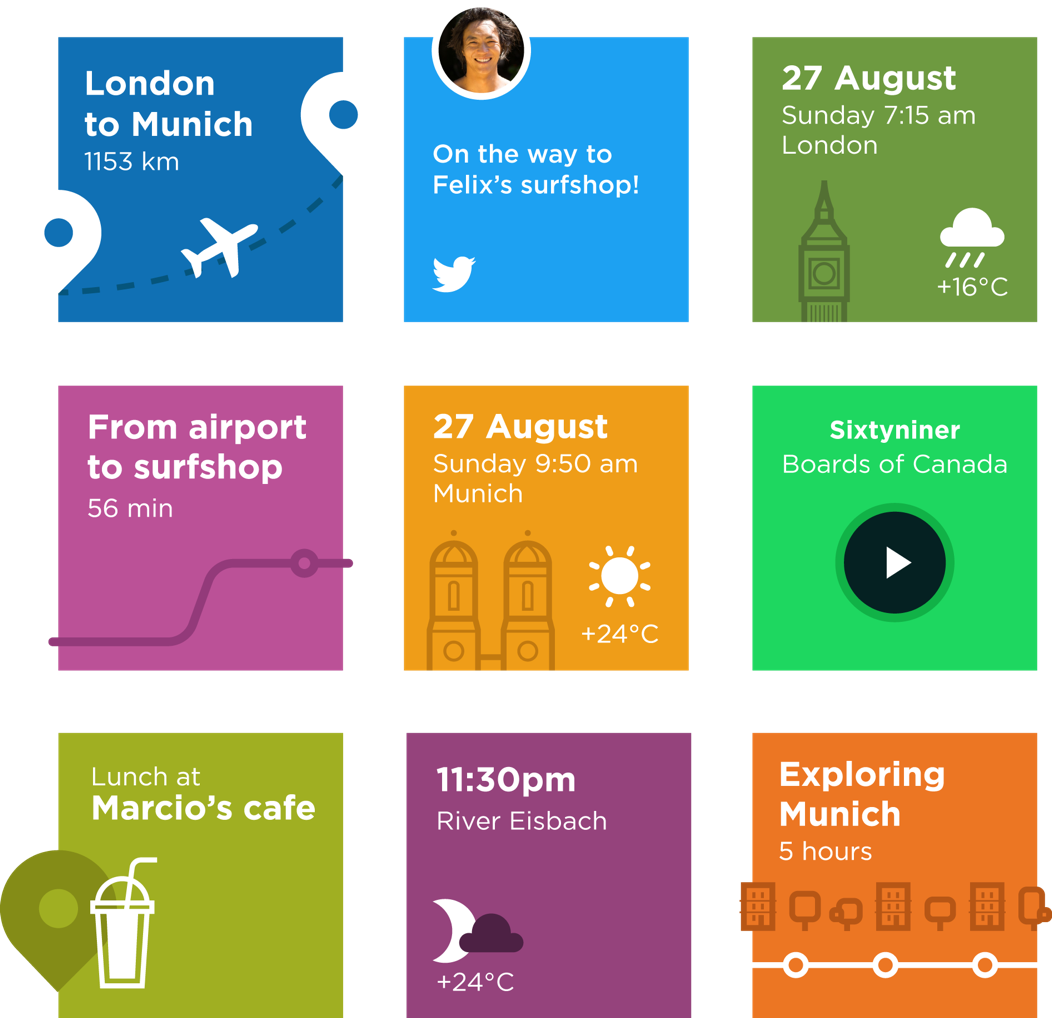 London
to Munich
1153 km
On the way to
Felix’s surfshop!
27 August
Sunday 7:15 am
London
+16°C
From airport
to surfshop
56 min
27 August
Sunday 9:50 am
Munich
+24°C
Sixtyniner
Boards of Canada
Lunch at
Marcio’s cafe
11:30pm
River Eisbach
+24°C
Exploring
Munich
5 hours